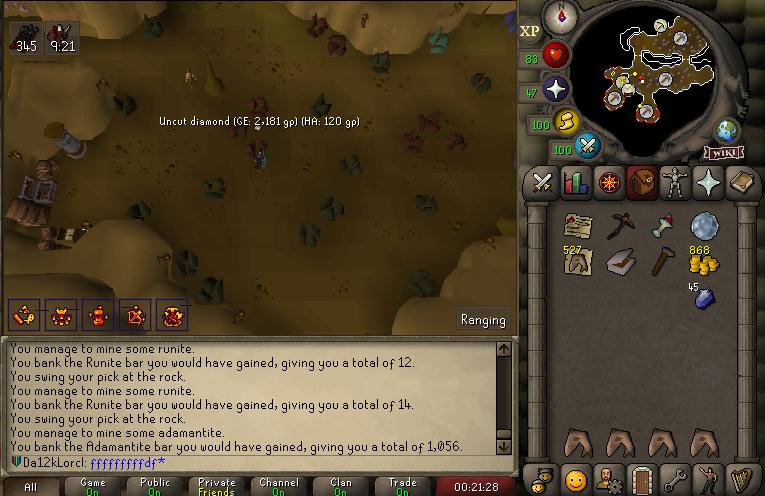 345 9:21
XP
83
47
100
100
WIKI
Uncut diamond (GE: 2,181 gp) (HA: 120 gp)
527
868
45
Ranging
You manage to mine some runite.
You bank the Runite bar you would have gained, giving you a total of 12.
You swing your pick at the rock.
You manage to mine some runite.
You bank the Runite bar you would have gained, giving you a total of 14.
You swing your pick at the rock.
You manage to mine some adamantite.
You bank the Adamantite bar you would have gained, giving you a total of 1,056.
Da12kLorcl: fffffffffdf*
All
Game
On
Public
On
Private
Friends
Channel
On
Clan
On
Trade
On
00:21:28